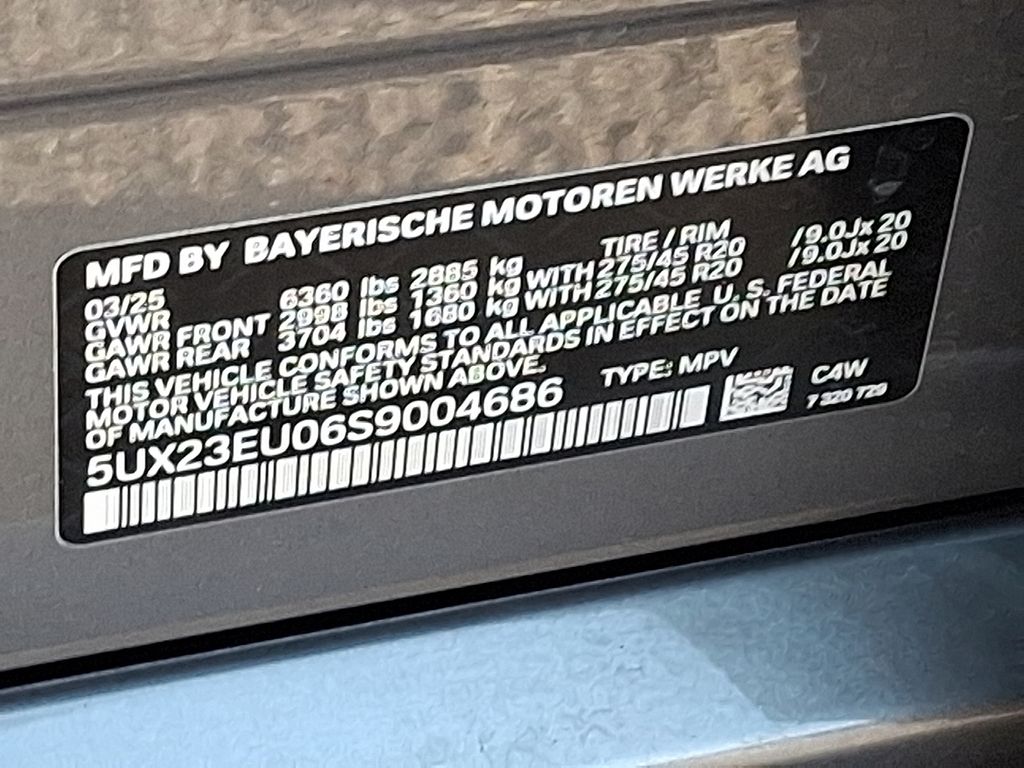 MFD BY BAYERISCHE MOTOREN WERKE AG
03/25 TIRE / RIM
GVWR 6360 lbs 2885 kg
GAWR FRONT 2998 lbs 1360 kg WITH 275/45 R20 /9.0Jx 20
GAWR REAR 3704 lbs 1680 kg WITH 275/45 R20 /9.0Jx 20
THIS VEHICLE CONFORMS TO ALL APPLICABLE U. S. FEDERAL
MOTOR VEHICLE SAFETY STANDARDS IN EFFECT ON THE DATE
OF MANUFACTURE SHOWN ABOVE.
5UX23EU06S9004686 TYPE: MPV C4W
7 320 729